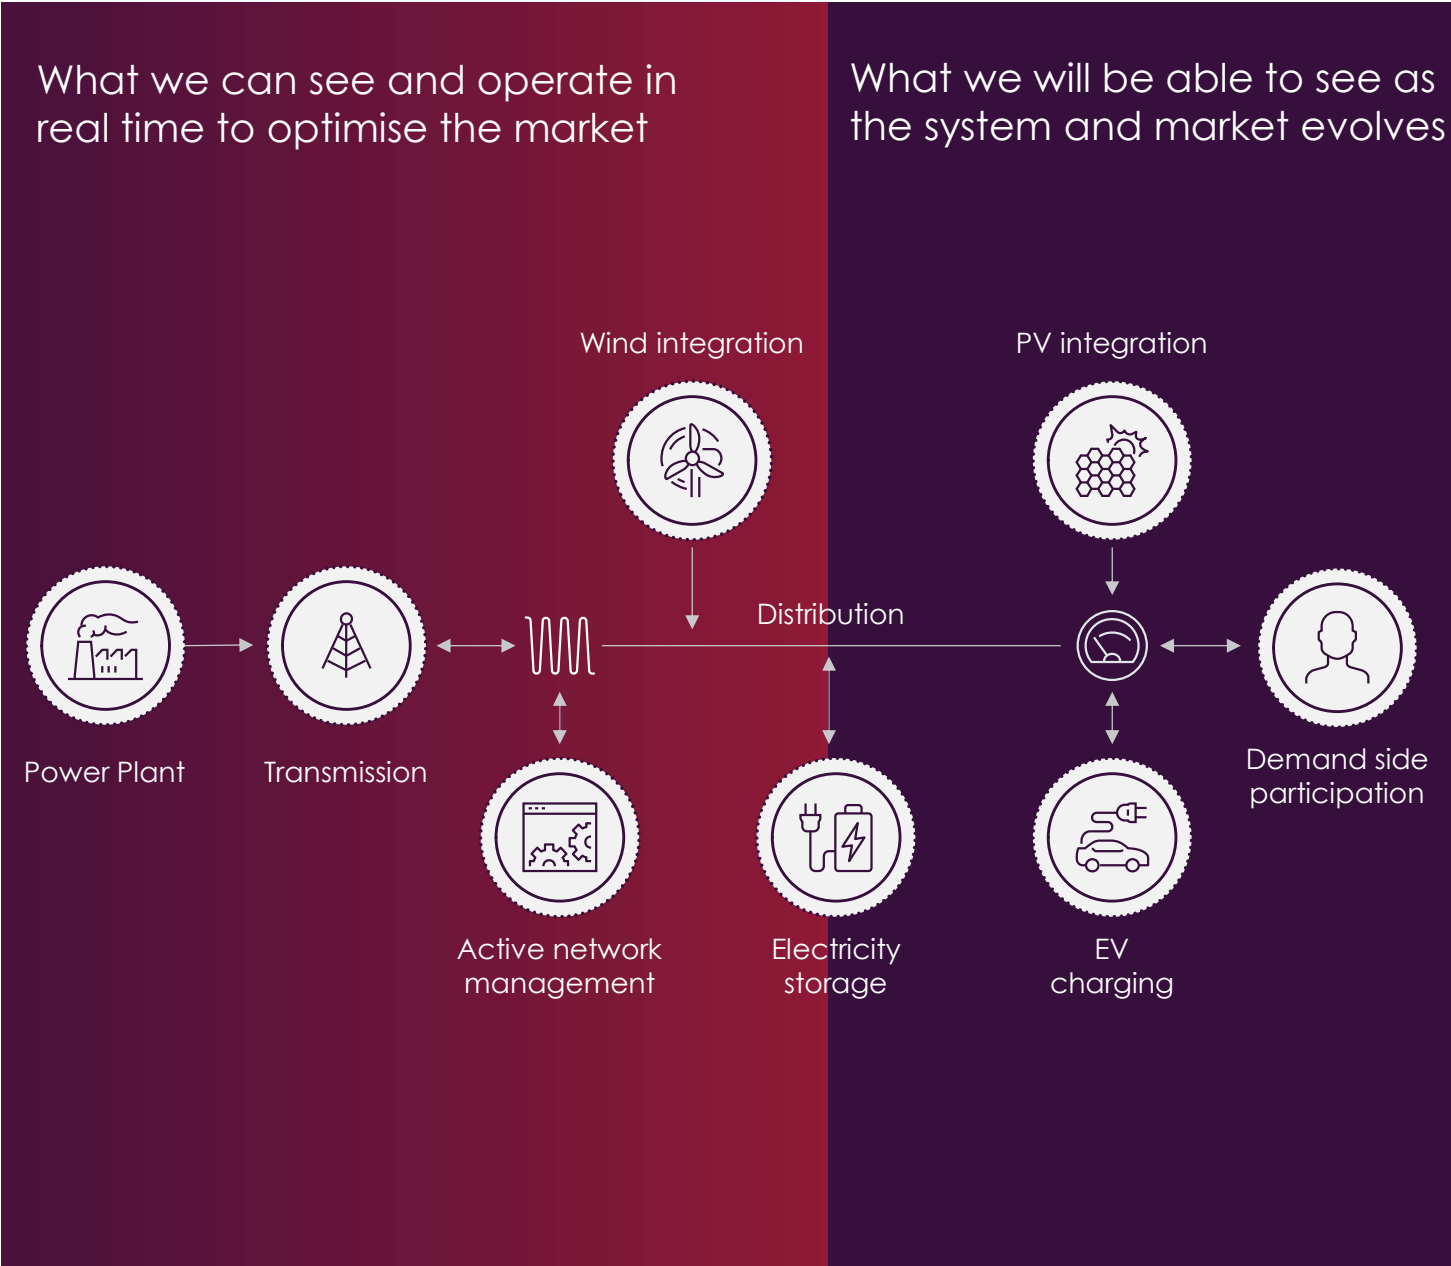 What we can see and operate in
real time to optimise the market
What we will be able to see as
the system and market evolves
Wind integration
PV integration
Distribution
Power Plant
Transmission
Demand side
participation
Active network
management
Electricity
storage
EV
charging